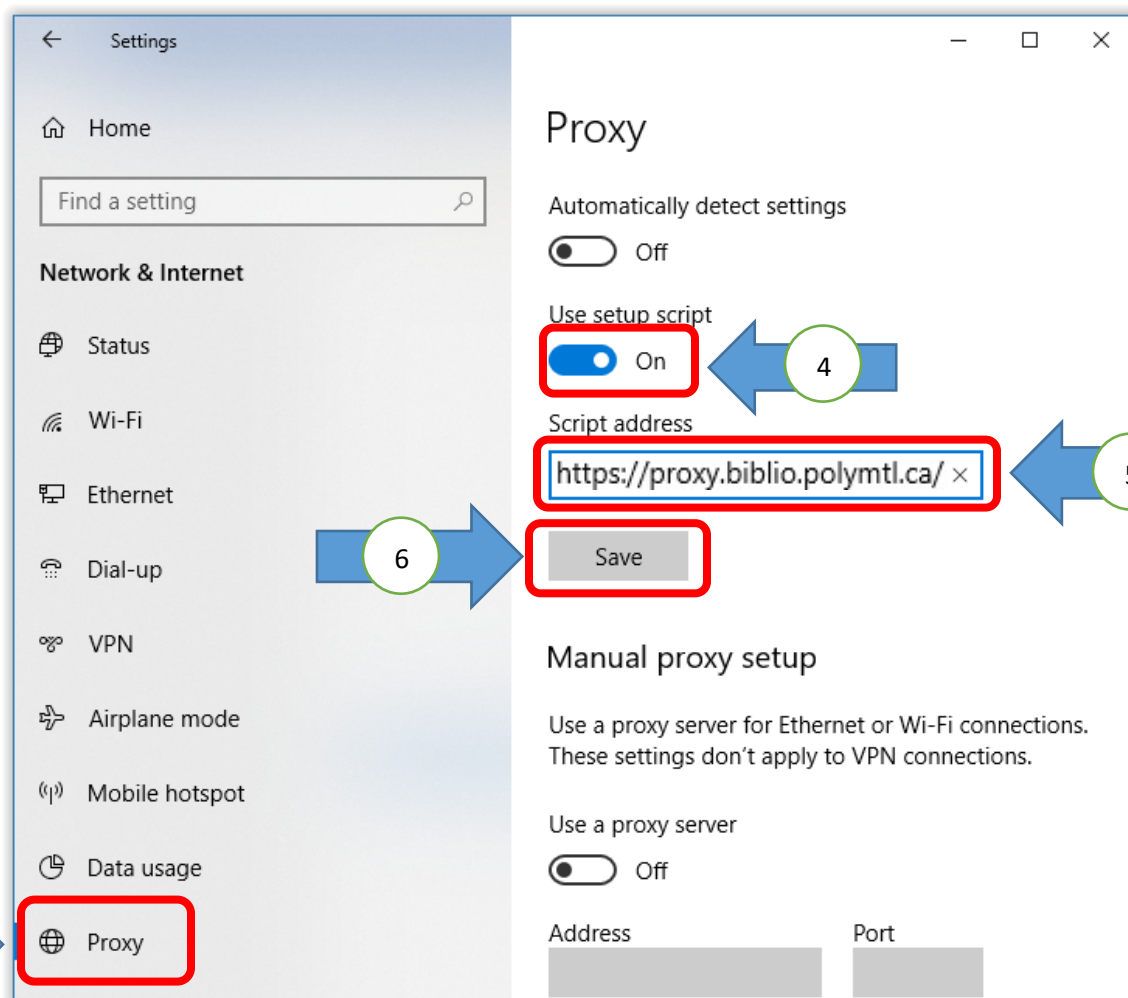 Settings
Home
Find a setting
Network & Internet
Status
Wi-Fi
Ethernet
Dial-up
VPN
Airplane mode
Mobile hotspot
Data usage
Proxy
Proxy
Automatically detect settings
Off
Use setup script
On
4
Script address
https://proxy.biblio.polymtl.ca/
5
6
Save
Manual proxy setup
Use a proxy server for Ethernet or Wi-Fi connections.
These settings don't apply to VPN connections.
Use a proxy server
Off
Address Port